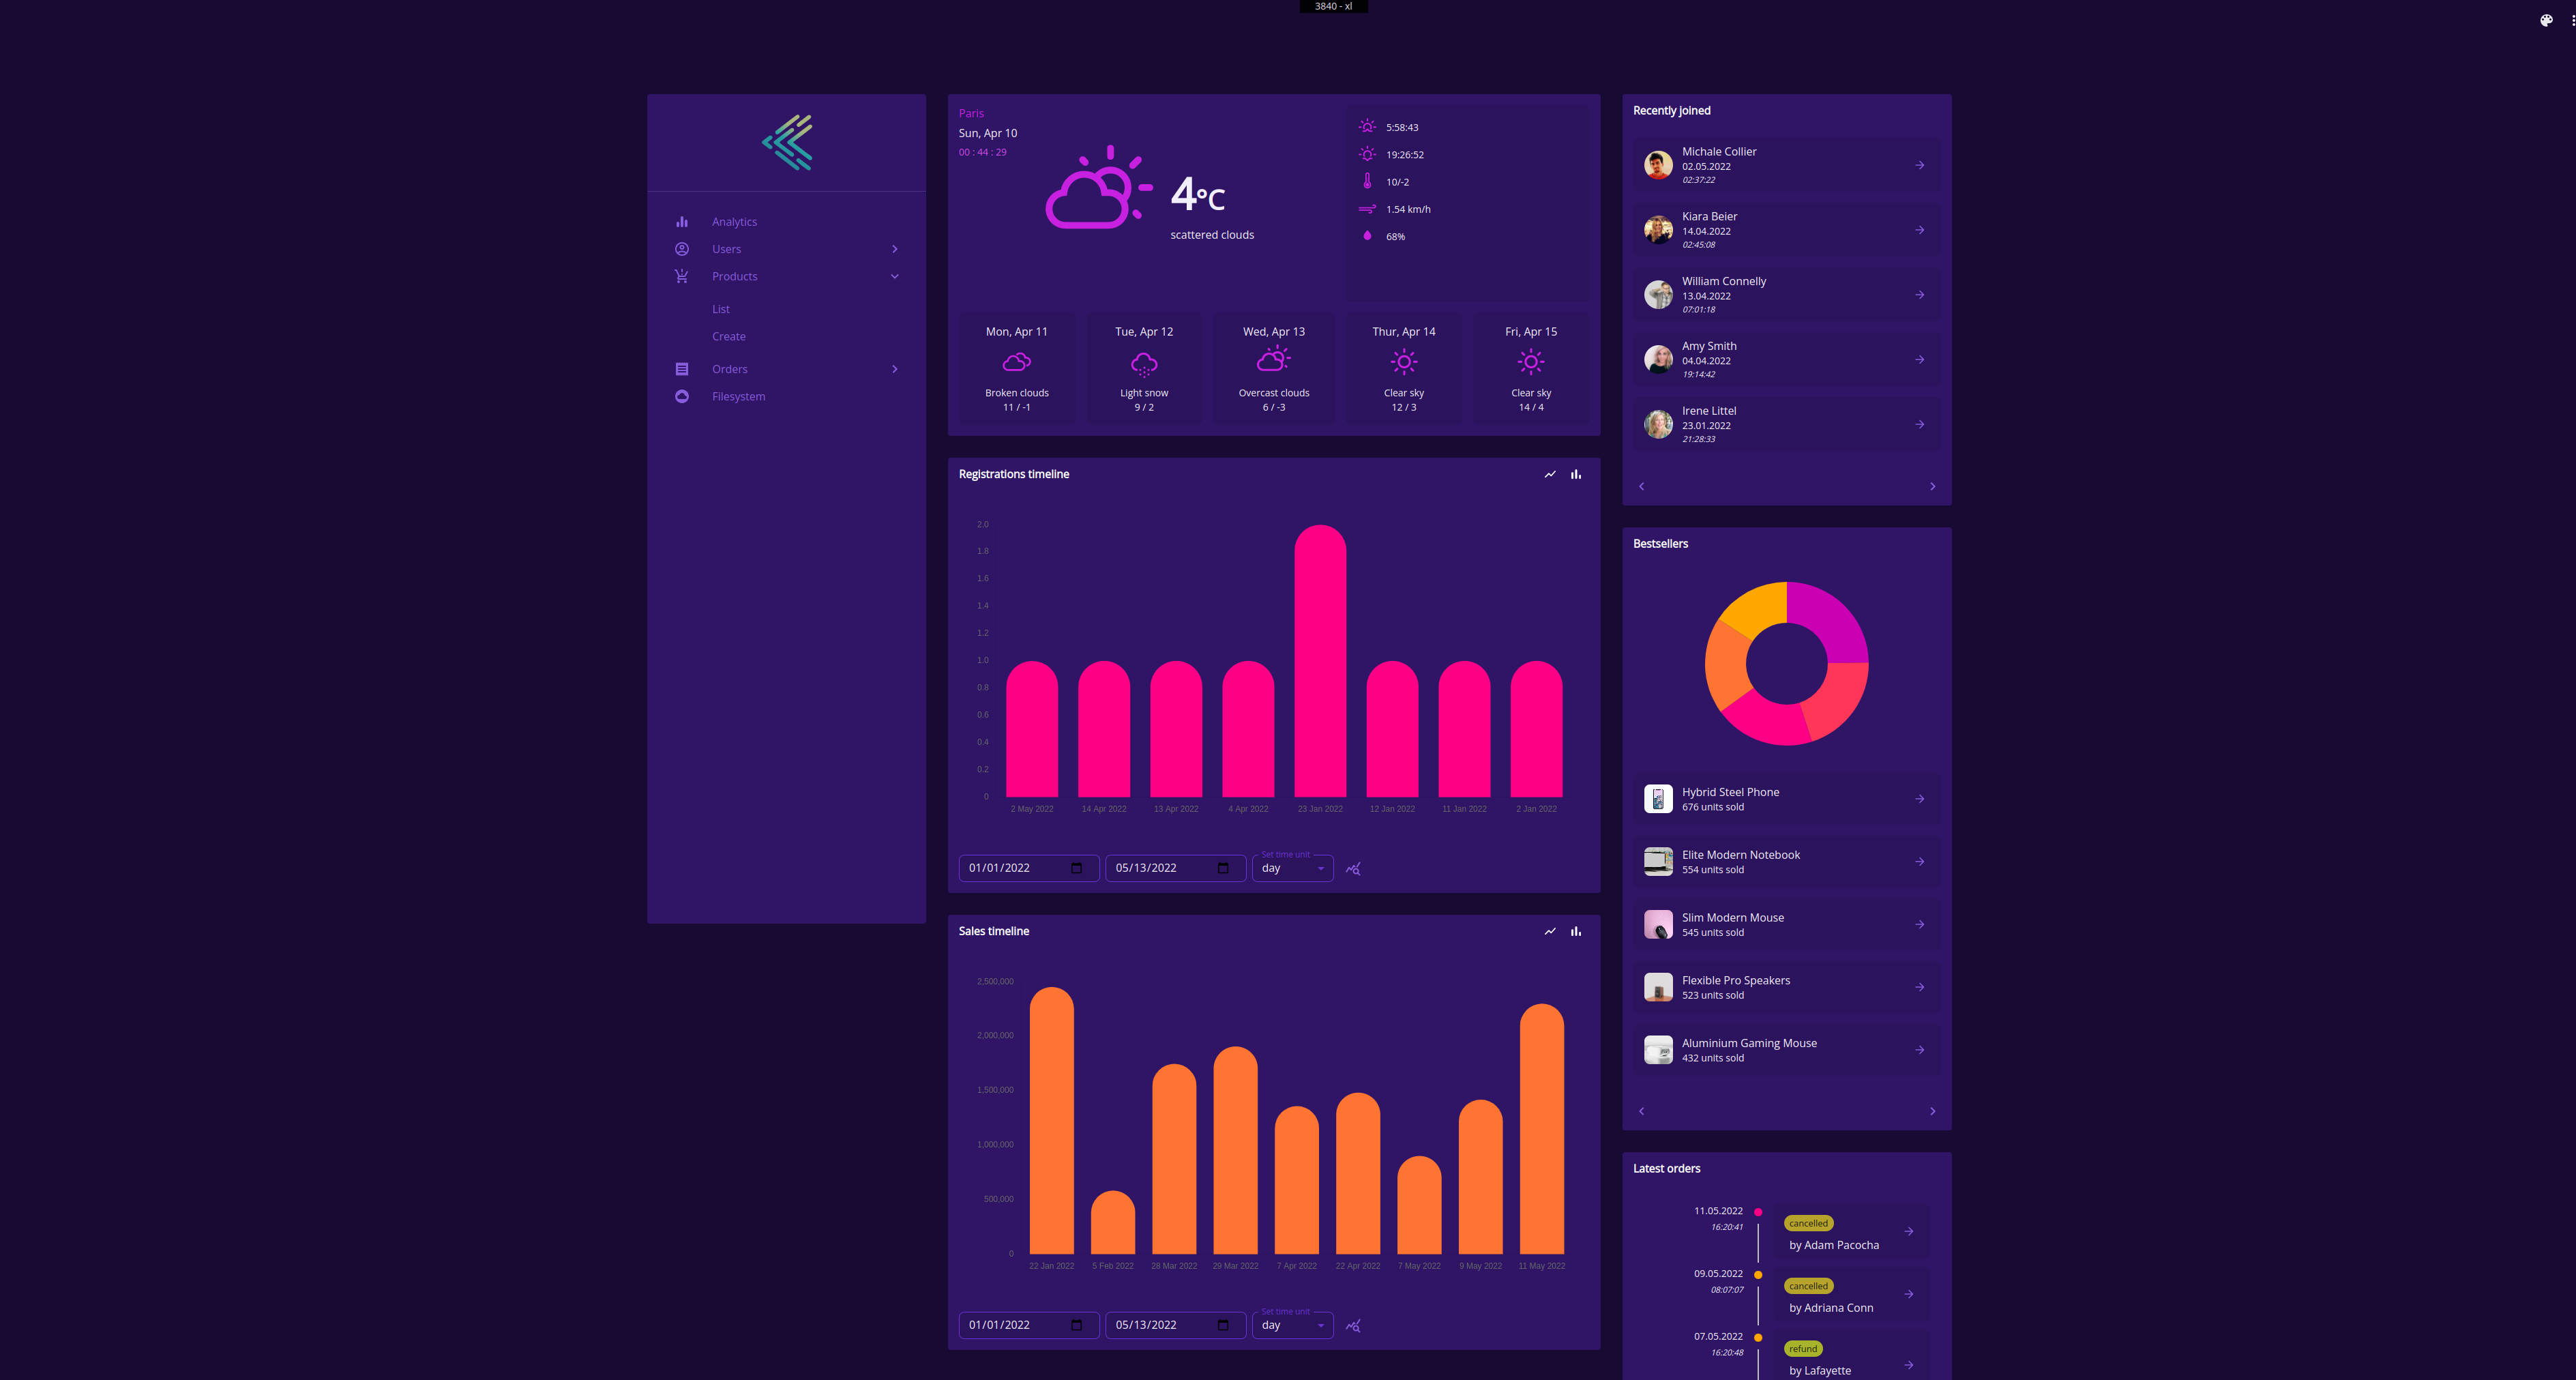 3840 - xl
Analytics
Users
Products
List
Create
Orders
Filesystem
Paris
Sun, Apr 10
00 : 44 : 29
4°C
scattered clouds
5:58:43
19:26:52
10/-2
1.54 km/h
68%
Mon, Apr 11
Broken clouds
11 / -1
Tue, Apr 12
Light snow
9 / 2
Wed, Apr 13
Overcast clouds
6 / -3
Thur, Apr 14
Clear sky
12 / 3
Fri, Apr 15
Clear sky
14 / 4
Registrations timeline
2.0
1.8
1.6
1.4
1.2
1.0
0.8
0.6
0.4
0.2
0
2 May 2022
14 Apr 2022
13 Apr 2022
4 Apr 2022
23 Jan 2022
12 Jan 2022
11 Jan 2022
2 Jan 2022
01/01/2022
05/13/2022
Set time unit
day
Sales timeline
2,500,000
2,000,000
1,500,000
1,000,000
500,000
0
22 Jan 2022
5 Feb 2022
28 Mar 2022
29 Mar 2022
7 Apr 2022
22 Apr 2022
7 May 2022
9 May 2022
11 May 2022
01/01/2022
05/13/2022
Set time unit
day
Recently joined
Michale Collier
02.05.2022
02:37:22
Kiara Beier
14.04.2022
02:45:08
William Connelly
13.04.2022
07:01:18
Amy Smith
04.04.2022
19:14:42
Irene Littel
23.01.2022
21:28:33
Bestsellers
Hybrid Steel Phone
676 units sold
Elite Modern Notebook
554 units sold
Slim Modern Mouse
545 units sold
Flexible Pro Speakers
523 units sold
Aluminium Gaming Mouse
432 units sold
Latest orders
11.05.2022
16:20:41
cancelled
by Adam Pacocha
09.05.2022
08:07:07
cancelled
by Adriana Conn
07.05.2022
16:20:48
refund
by Lafayette